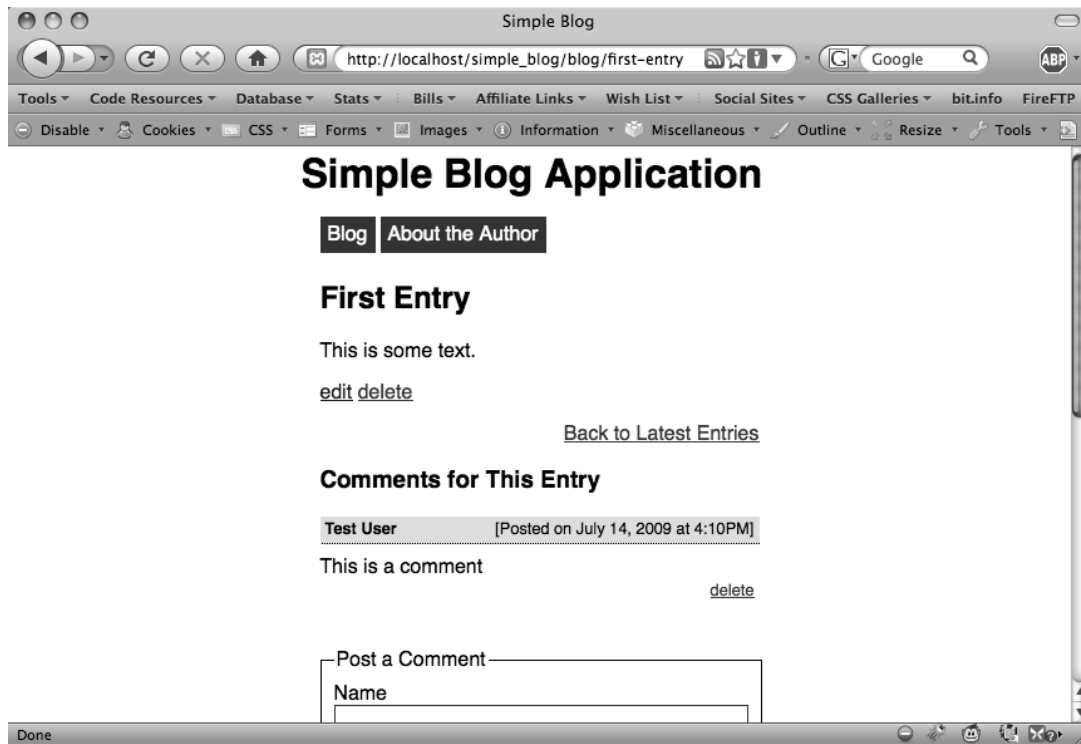 Simple Blog
http://localhost/simple_blog/blog/first-entry G Google ABP
Tools Code Resources Database Stats Bills Affiliate Links Wish List Social Sites CSS Galleries bit.info FireFTP
Disable Cookies CSS Forms Images Information Miscellaneous Outline Resize Tools
Simple Blog Application
Blog About the Author
First Entry
This is some text.
edit delete
Back to Latest Entries
Comments for This Entry
Test User [Posted on July 14, 2009 at 4:10PM]
This is a comment
delete
Post a Comment
Name
Done